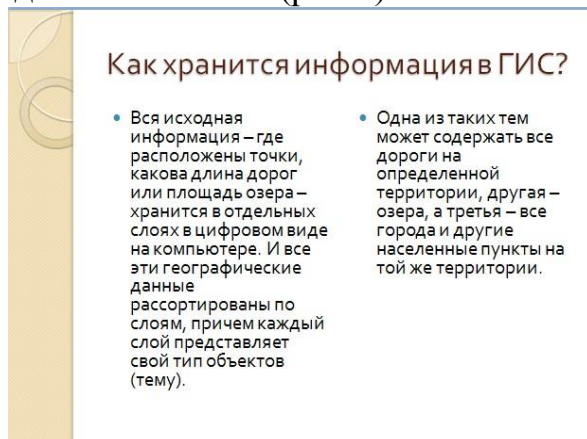 Как хранится информация в ГИС?
Вся исходная
информация – где
расположены точки,
какова длина дорог
или площадь озера –
хранится в отдельных
слоях в цифровом виде
на компьютере. И все
эти географические
данные
рассортированы по
слоям, причем каждый
слой представляет
свой тип объектов
(тему).
Одна из таких тем
может содержать все
дороги на
определенной
территории, другая –
озера, а третья – все
города и другие
населенные пункты на
той же территории.